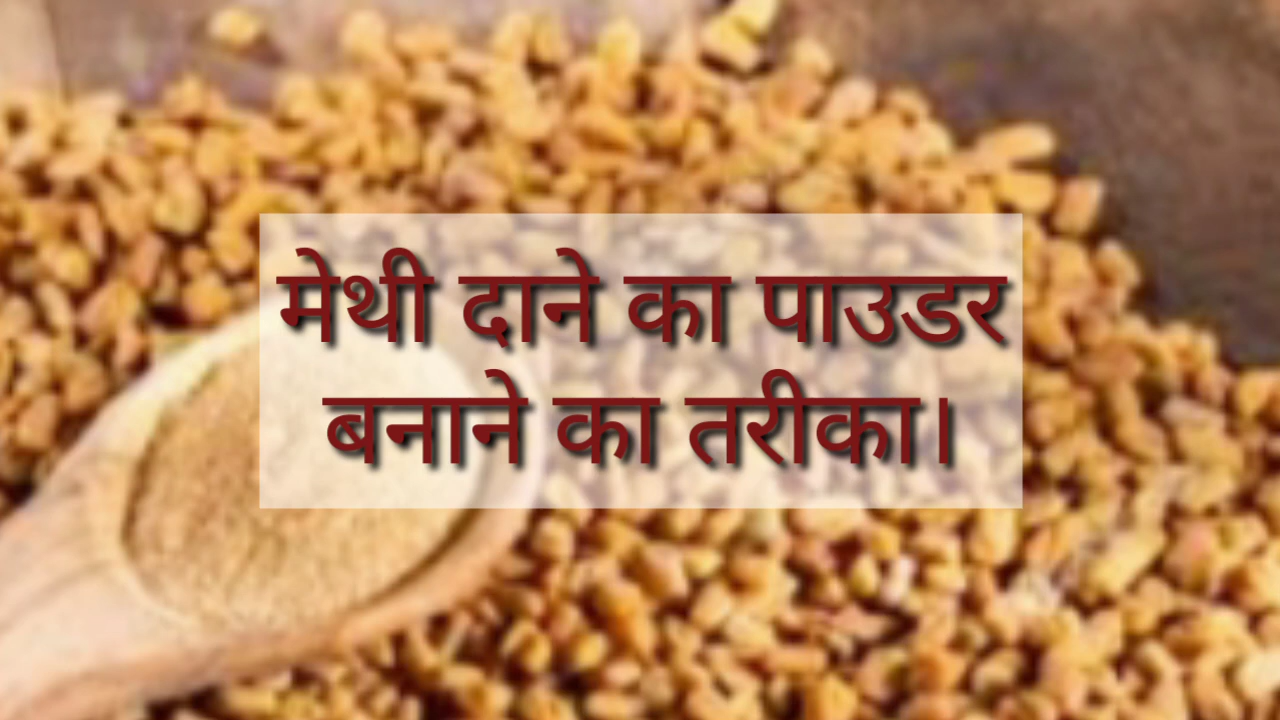 मेथी दाने का पाउडर
बनाने का तरीका।